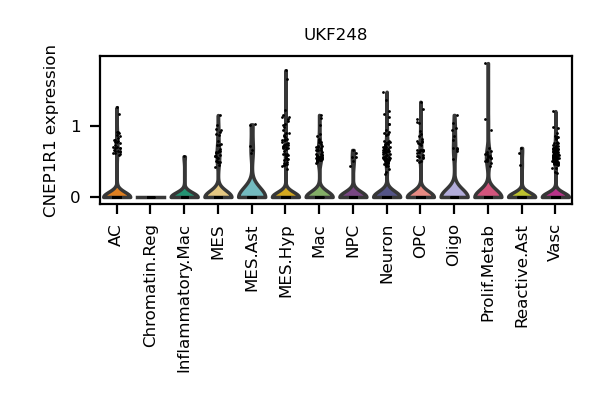 UKF248
CNEP1R1 expression
1
0
AC
Chromatin.Reg
Inflammatory.Mac
MES
MES.Ast
MES.Hyp
Mac
NPC
Neuron
OPC
Oligo
Prolif.Metab
Reactive.Ast
Vasc